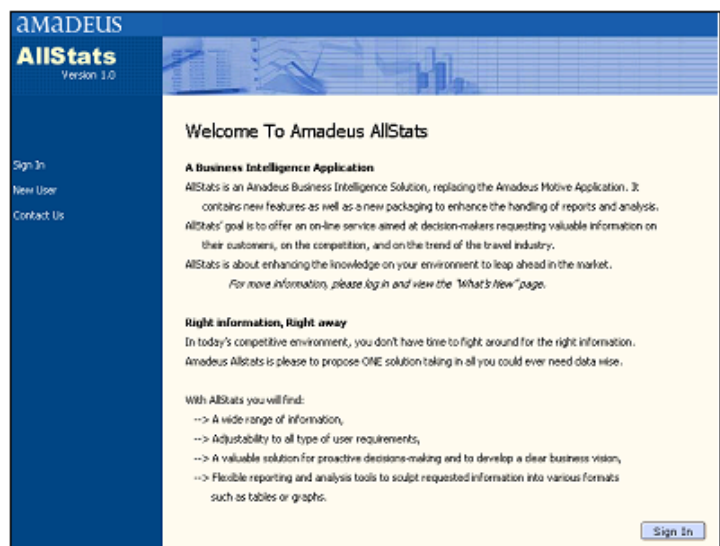 aMaDEUS
AllStats
Version 1.0
Sign In
New User
Contact Us
Welcome To Amadeus AllStats
A Business Intelligence Application
AllStats is an Amadeus Business Intelligence Solution, replacing the Amadeus Motive Application. It
contains new features as well as a new packaging to enhance the handling of reports and analysis.
AllStats' goal is to offer an on-line service aimed at decision-makers requesting valuable information on
their customers, on the competition, and on the trend of the travel industry.
AllStats is about enhancing the knowledge on your environment to leap ahead in the market.
For more information, please log in and view the "What's New" page.
Right information, Right away
In today's competitive environment, you don't have time to fight around for the right information.
Amadeus Allstats is please to propose ONE solution taking in all you could ever need data wise.
With AllStats you will find:
--> A wide range of information,
--> Adjustability to all type of user requirements,
--> A valuable solution for proactive decisions-making and to develop a clear business vision,
--> Flexible reporting and analysis tools to sculpt requested information into various formats
such as tables or graphs.
Sign In